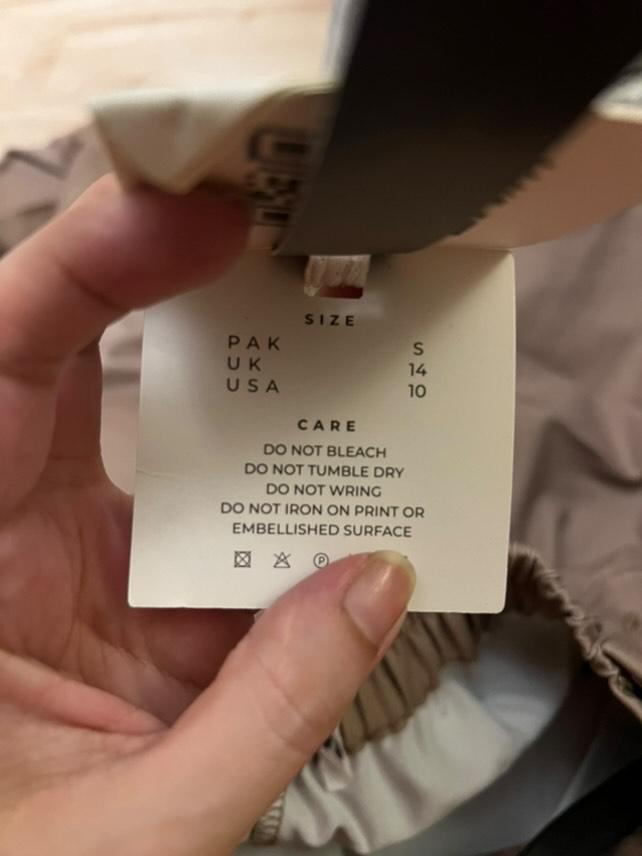 SIZE
PAK S
UK 14
USA 10
CARE
DO NOT BLEACH
DO NOT TUMBLE DRY
DO NOT WRING
DO NOT IRON ON PRINT OR
EMBELLISHED SURFACE
P